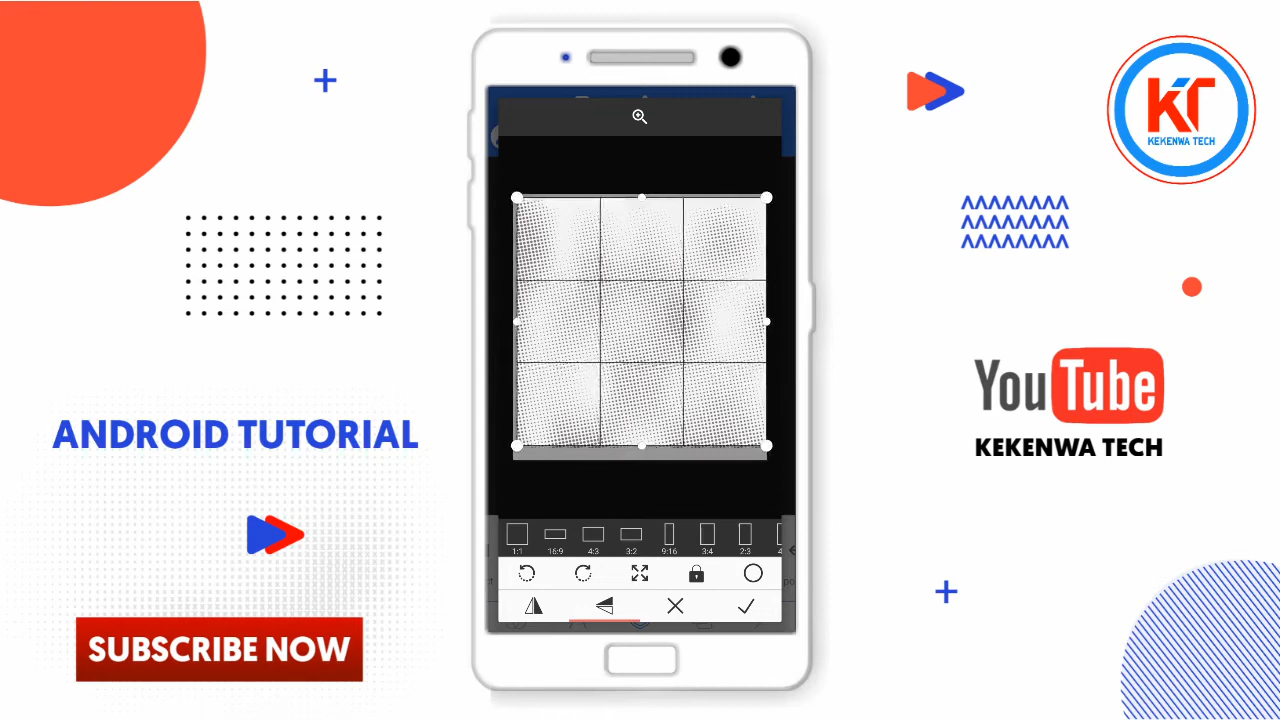 KT
KEKENWA TECH
YouTube
KEKENWA TECH
ANDROID TUTORIAL
SUBSCRIBE NOW
1:1 16:9 4:3 3:2 9:16 3:4 2:3